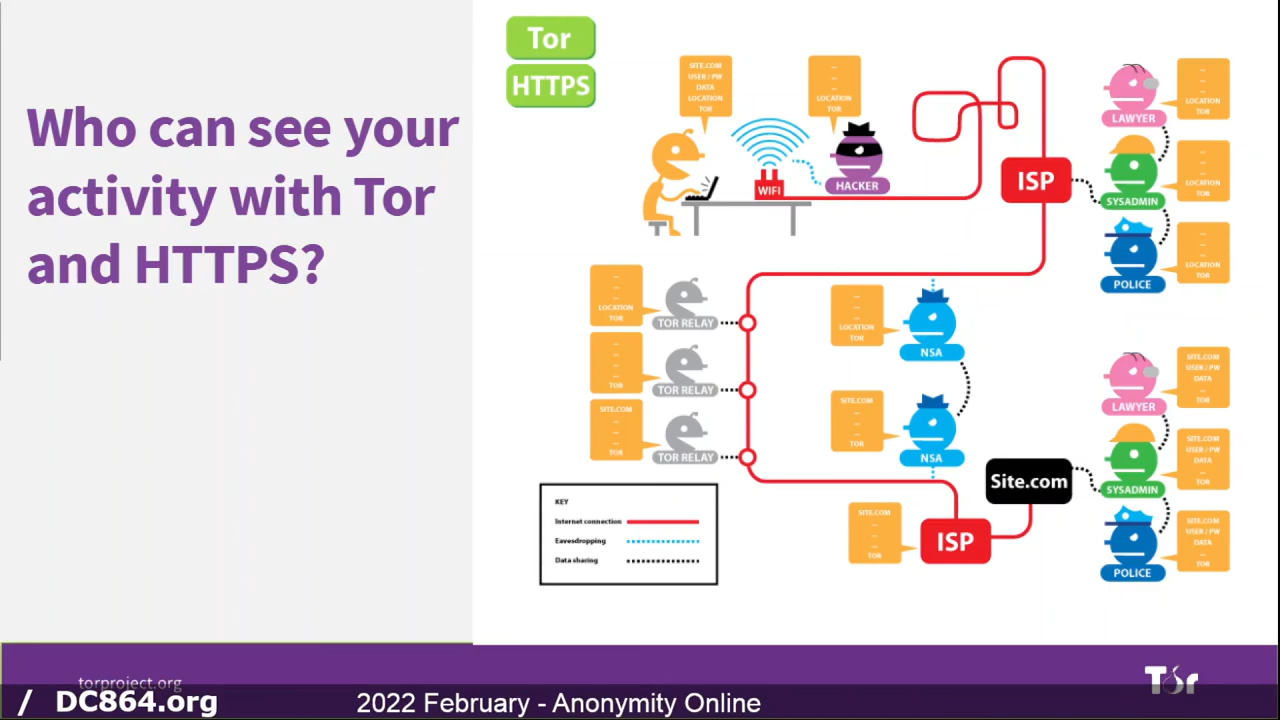 Who can see your
activity with Tor
and HTTPS?
Tor
HTTPS
SITE.COM
USER / PW
DATA
LOCATION
TOR
...
...
...
LOCATION
TOR
WIFI
HACKER
ISP
...
...
...
LOCATION
TOR
LAWYER
...
...
...
LOCATION
TOR
SYSADMIN
...
...
...
LOCATION
TOR
POLICE
...
...
...
LOCATION
TOR
TOR RELAY
...
...
...
...
TOR
TOR RELAY
SITE.COM
...
...
...
TOR
TOR RELAY
...
...
...
LOCATION
TOR
NSA
SITE.COM
...
...
...
TOR
NSA
SITE.COM
USER / PW
DATA
...
TOR
LAWYER
SITE.COM
USER / PW
DATA
...
TOR
SYSADMIN
SITE.COM
USER / PW
DATA
...
TOR
POLICE
Site.com
SITE.COM
...
...
...
TOR
ISP
KEY
Internet connection
Eavesdropping
Data sharing
torproject.org
Tor
/ DC864.org
2022 February - Anonymity Online